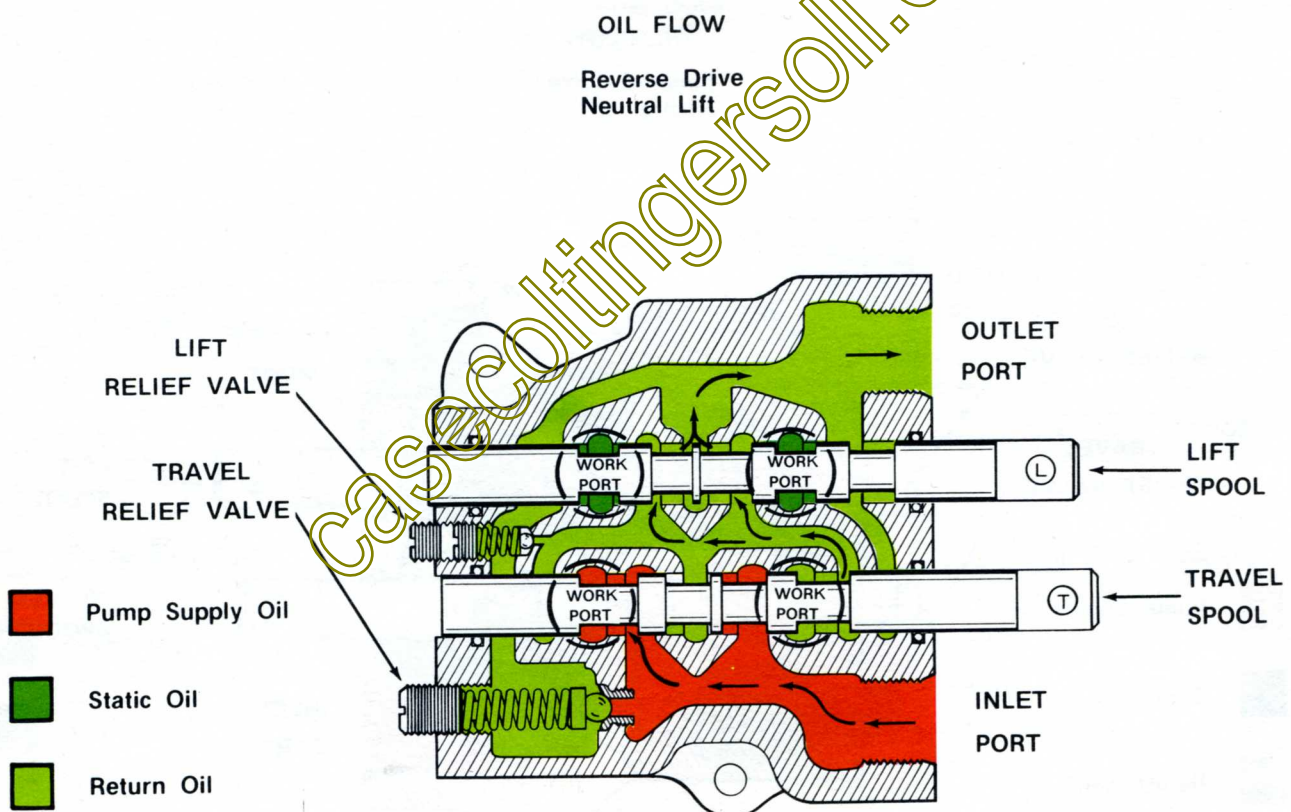 OIL FLOW
Reverse Drive
Neutral Lift
casecoltingersoll.c
LIFT
RELIEF VALVE
TRAVEL
RELIEF VALVE
OUTLET
PORT
WORK
PORT
WORK
PORT
L
LIFT
SPOOL
WORK
PORT
WORK
PORT
T
TRAVEL
SPOOL
INLET
PORT
Pump Supply Oil
Static Oil
Return Oil